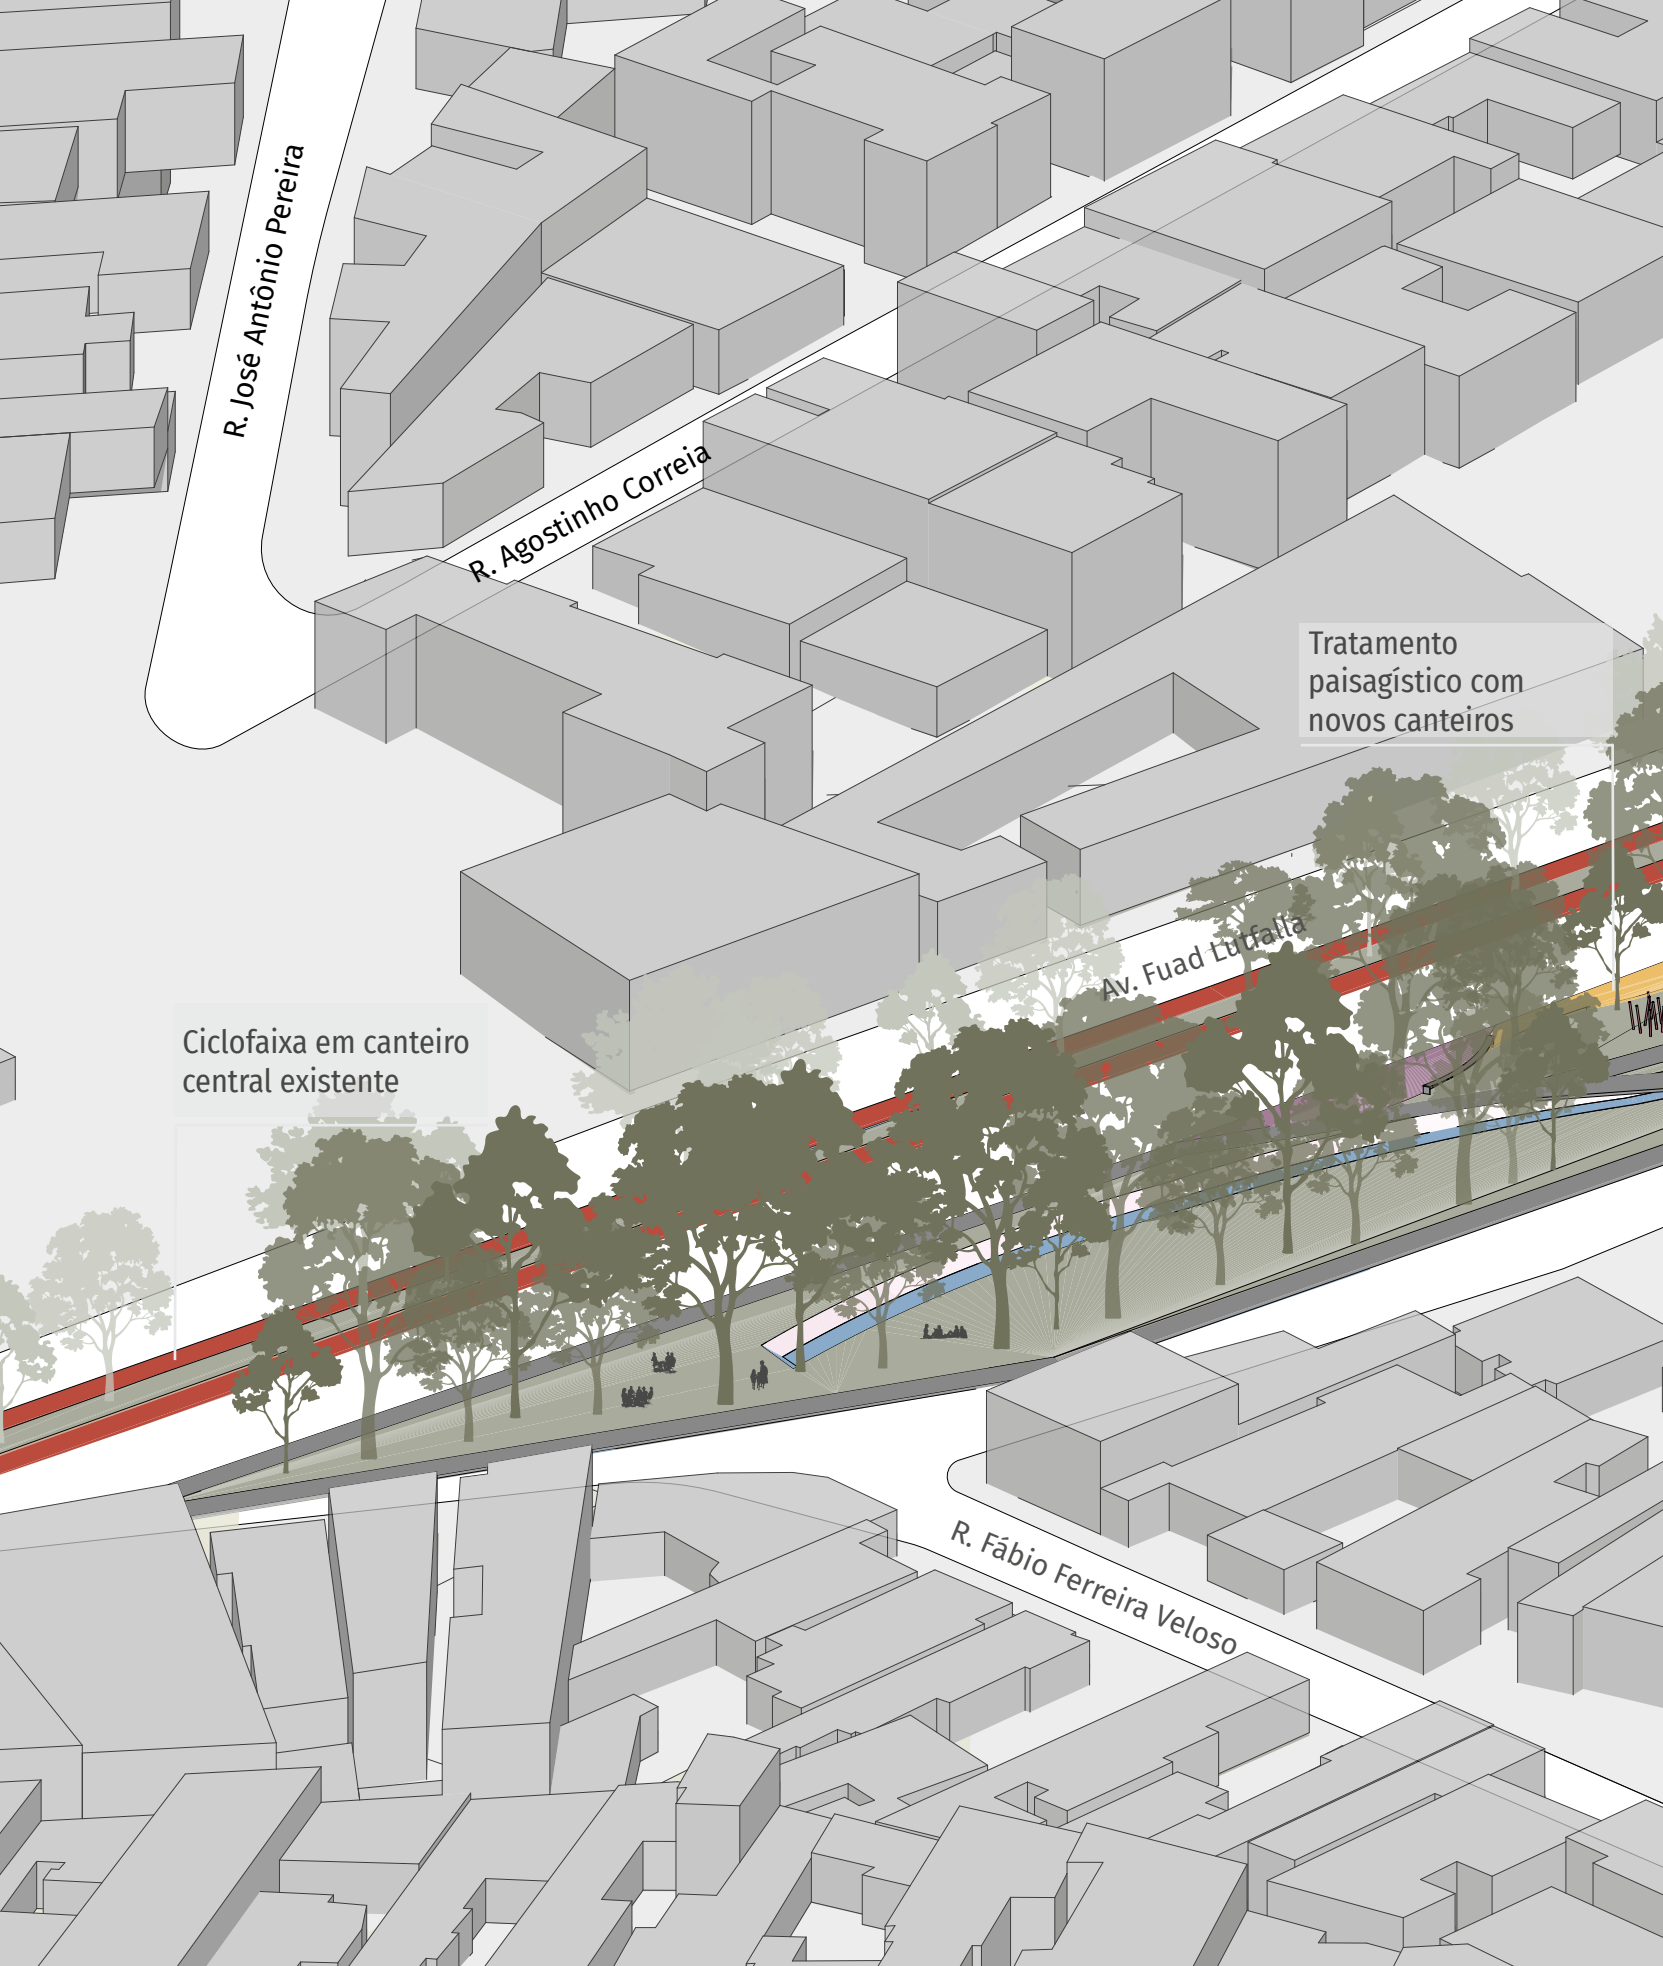 R. José Antônio Pereira
R. Agostinho Correia
Tratamento
paisagístico com
novos canteiros
Av. Fuad Lutfalla
Ciclofaixa em canteiro
central existente
R. Fábio Ferreira Veloso